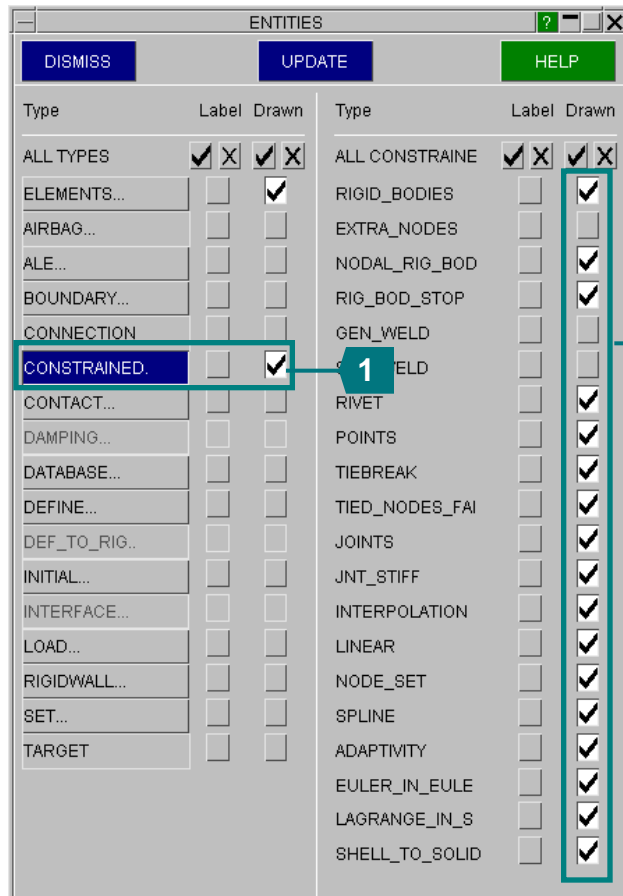 ENTITIES ?
DISMISS UPDATE HELP
Type Label Drawn
ALL TYPES
ELEMENTS...
AIRBAG...
ALE...
BOUNDARY...
CONNECTION
CONSTRAINED.
1
CONTACT...
DAMPING...
DATABASE...
DEFINE...
DEF_TO_RIG..
INITIAL...
INTERFACE...
LOAD...
RIGIDWALL...
SET...
TARGET
Type Label Drawn
ALL CONSTRAINE
RIGID_BODIES
EXTRA_NODES
NODAL_RIG_BOD
RIG_BOD_STOP
GEN_WELD
ELD
RIVET
POINTS
TIEBREAK
TIED_NODES_FAI
JOINTS
JNT_STIFF
INTERPOLATION
LINEAR
NODE_SET
SPLINE
ADAPTIVITY
EULER_IN_EULE
LAGRANGE_IN_S
SHELL_TO_SOLID